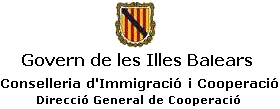 Govern de les Illes Balears
Conselleria d'Immigració i Cooperació
Direcció General de Cooperació